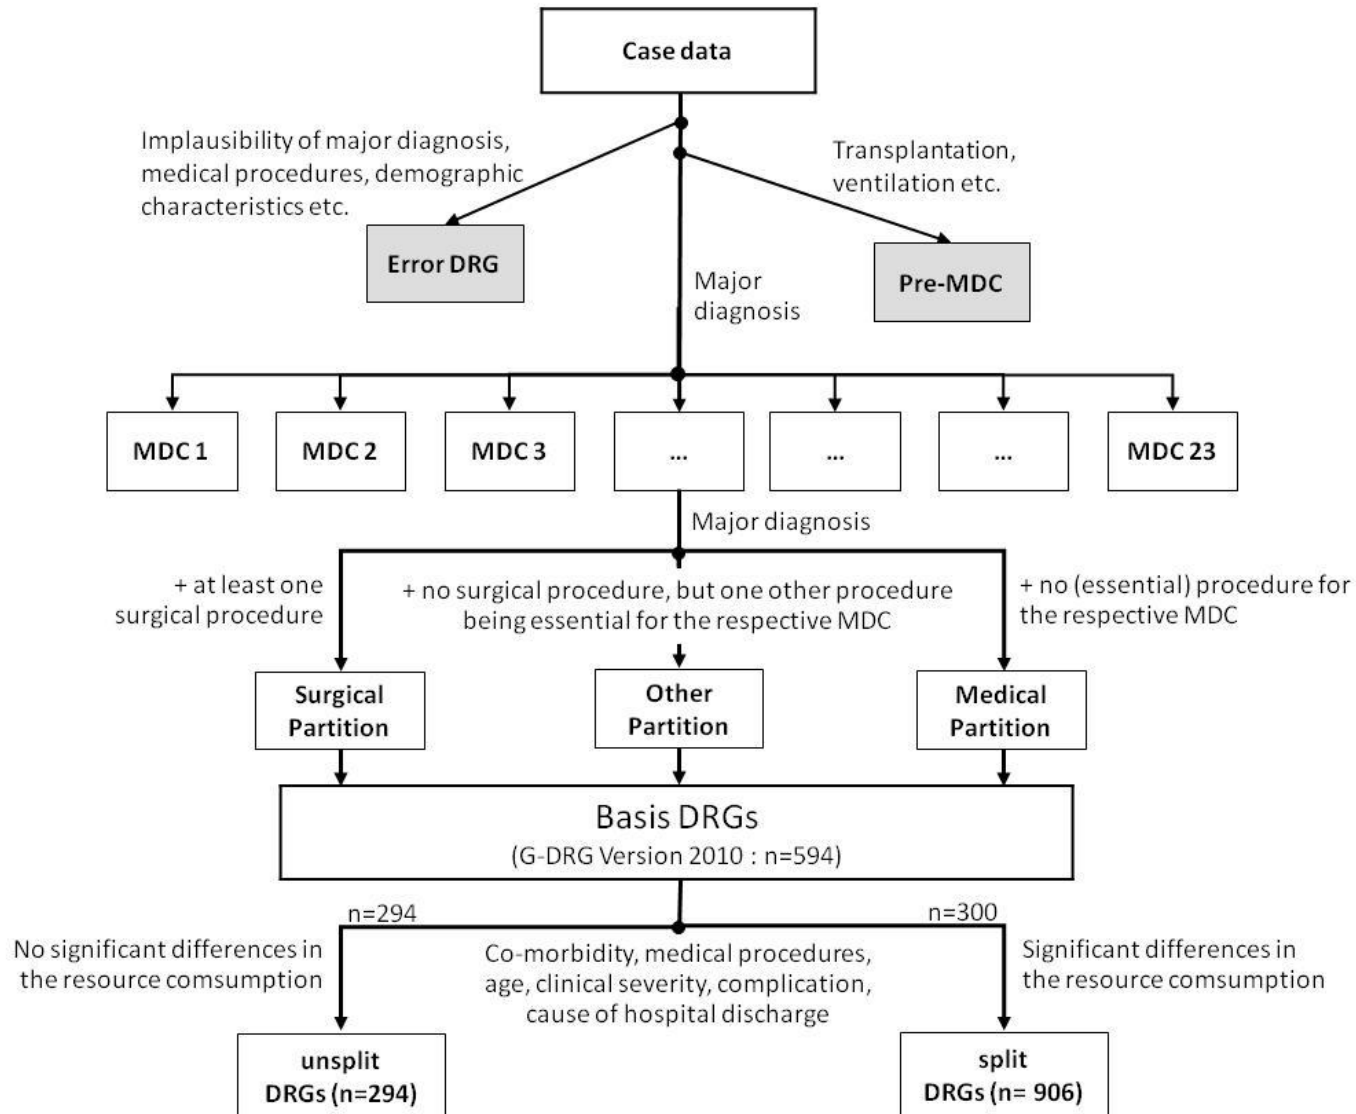 Case data
Implausibility of major diagnosis,
medical procedures, demographic
characteristics etc.
Transplantation,
ventilation etc.
Error DRG
Pre-MDC
Major
diagnosis
MDC 1
MDC 2
MDC 3
...
...
...
MDC 23
Major diagnosis
+ at least one
surgical procedure
+ no surgical procedure, but one other procedure
being essential for the respective MDC
+ no (essential) procedure for
the respective MDC
Surgical
Partition
Other
Partition
Medical
Partition
Basis DRGs
(G-DRG Version 2010 : n=594)
n=294
n=300
No significant differences in
the resource comsumption
Co-morbidity, medical procedures,
age, clinical severity, complication,
cause of hospital discharge
Significant differences in
the resource comsumption
unsplit
DRGs (n=294)
split
DRGs (n= 906)